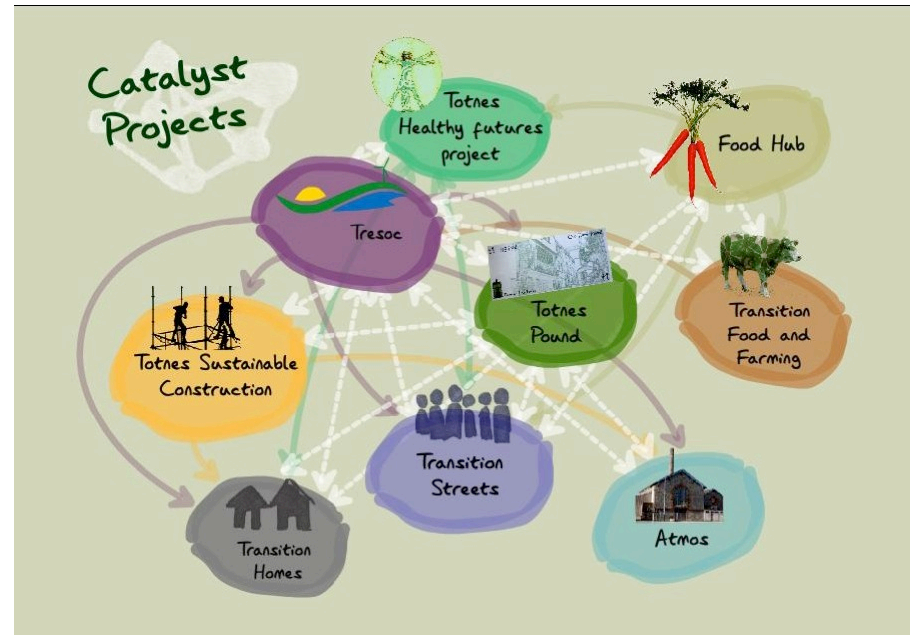 Catalyst
Projects
Totnes
Healthy futures
project
Food Hub
Tresoc
Totnes
Pound
Transition
Food and
Farming
Totnes Sustainable
Construction
Transition
Streets
Transition
Homes
Atmos